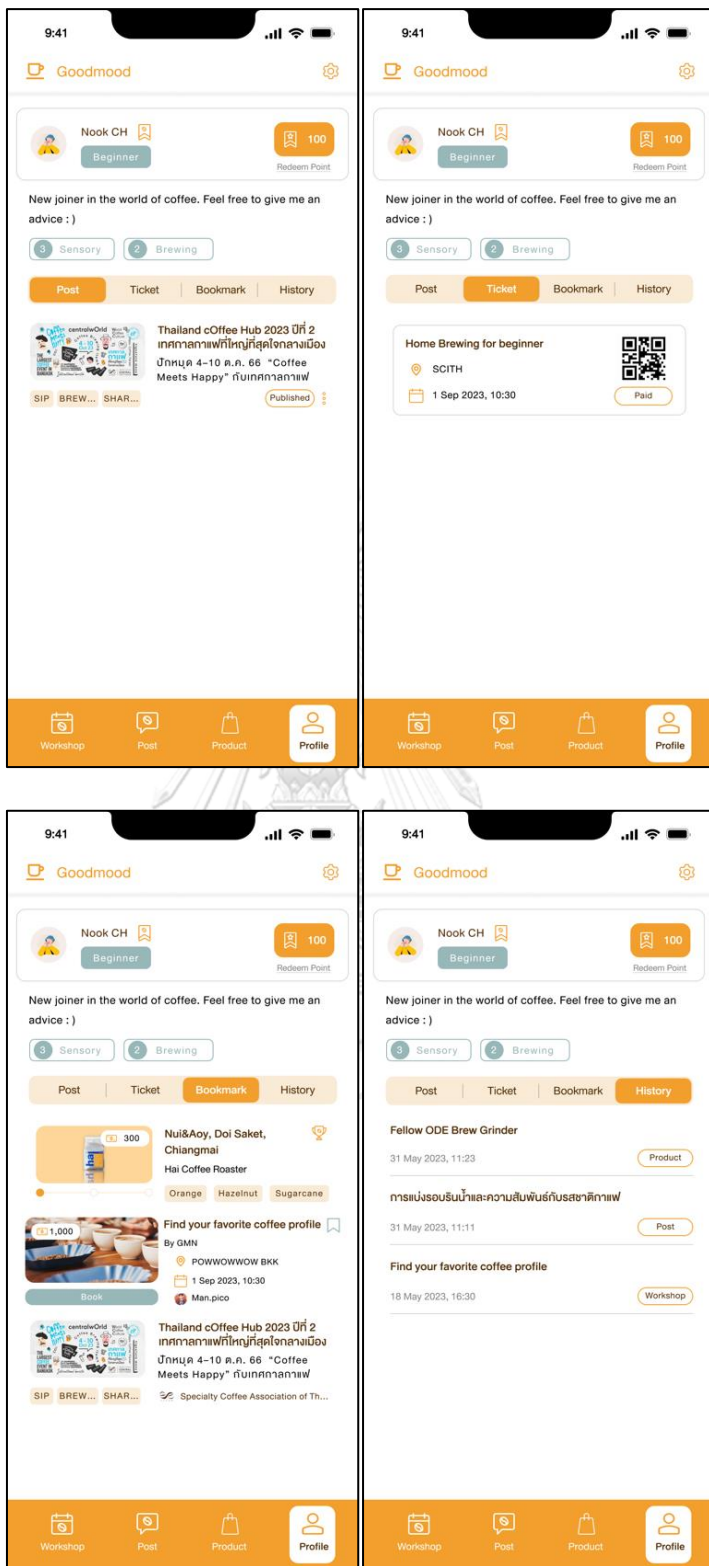 9:41
Goodmood
Nook CH
Beginner
100
Redeem Point
New joiner in the world of coffee. Feel free to give me an
advice : )
3 Sensory
2 Brewing
Post
Ticket
Bookmark
History
Thailand cOffee Hub 2023 ปีที่ 2
เทศกาลกาแฟที่ใหญ่ที่สุดใจกลางเมือง
ปักหมุด 4-10 ต.ค. 66 "Coffee
Meets Happy" กับเทศกาลกาแฟ
SIP
BREW...
SHAR...
Published
Workshop
Post
Product
Profile
9:41
Goodmood
Nook CH
Beginner
100
Redeem Point
New joiner in the world of coffee. Feel free to give me an
advice : )
3 Sensory
2 Brewing
Post
Ticket
Bookmark
History
Home Brewing for beginner
SCITH
1 Sep 2023, 10:30
Paid
Workshop
Post
Product
Profile
9:41
Goodmood
Nook CH
Beginner
100
Redeem Point
New joiner in the world of coffee. Feel free to give me an
advice : )
3 Sensory
2 Brewing
Post
Ticket
Bookmark
History
300
Nui&Aoy, Doi Saket,
Chiangmai
Hai Coffee Roaster
Orange
Hazelnut
Sugarcane
1,000
Find your favorite coffee profile
By GMN
POWWOWWOW BKK
1 Sep 2023, 10:30
Book
Man.pico
Thailand cOffee Hub 2023 ปีที่ 2
เทศกาลกาแฟที่ใหญ่ที่สุดใจกลางเมือง
ปักหมุด 4-10 ต.ค. 66 "Coffee
Meets Happy" กับเทศกาลกาแฟ
SIP
BREW...
SHAR...
Specialty Coffee Association of Th...
Workshop
Post
Product
Profile
9:41
Goodmood
Nook CH
Beginner
100
Redeem Point
New joiner in the world of coffee. Feel free to give me an
advice : )
3 Sensory
2 Brewing
Post
Ticket
Bookmark
History
Fellow ODE Brew Grinder
31 May 2023, 11:23
Product
การแบ่งรอบรินน้ำและความสัมพันธ์กับรสชาติกาแฟ
31 May 2023, 11:11
Post
Find your favorite coffee profile
18 May 2023, 16:30
Workshop
Workshop
Post
Product
Profile